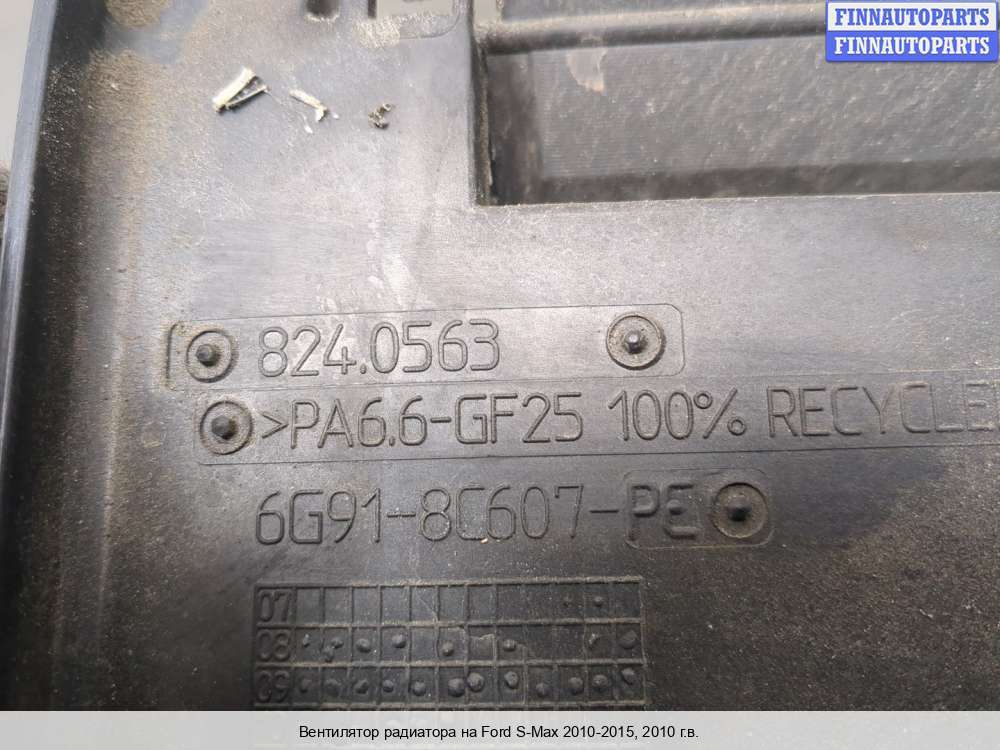 FINNAUTOPARTS
FINNAUTOPARTS
824.0563
>PA6.6-GF25 100% RECYCLE
6G91-8C607-PE
07
08
09
Вентилятор радиатора на Ford S-Max 2010-2015, 2010 г.в.